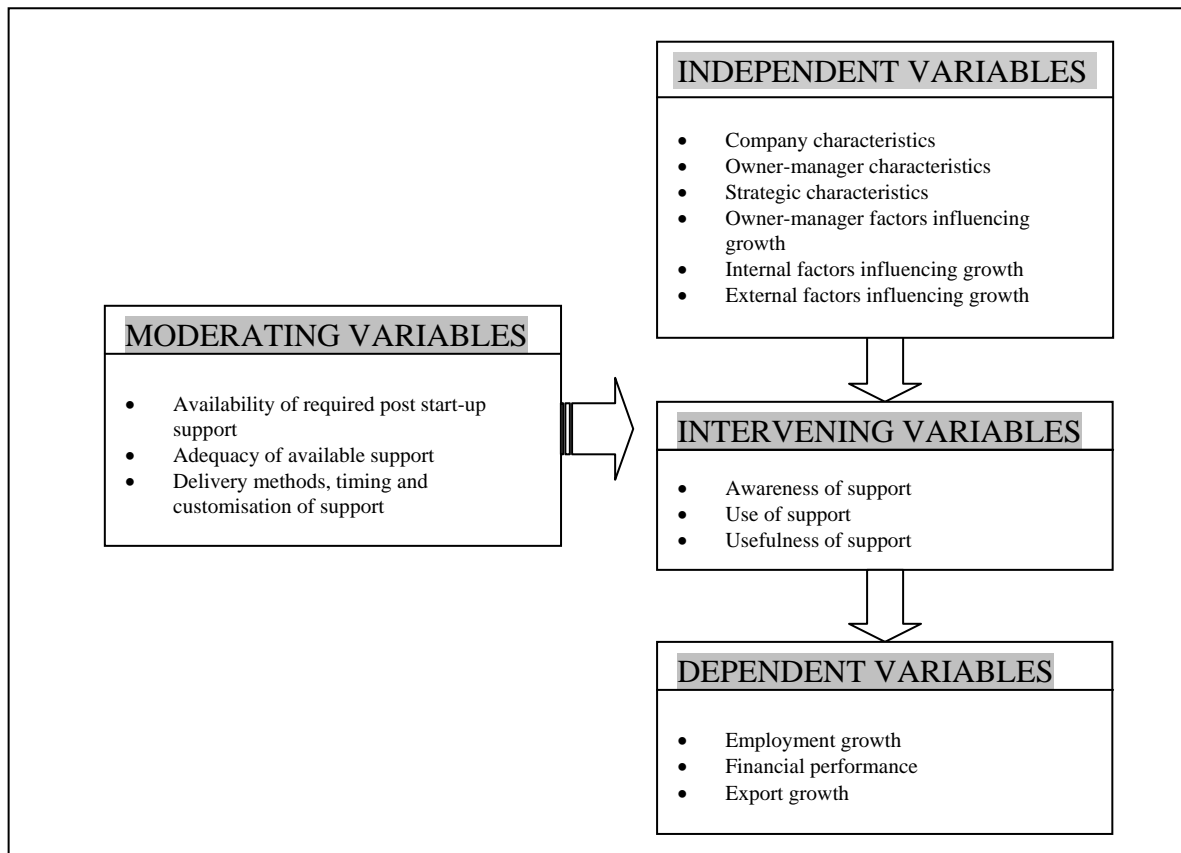 INDEPENDENT VARIABLES
• Company characteristics
• Owner-manager characteristics
• Strategic characteristics
• Owner-manager factors influencing
growth
• Internal factors influencing growth
• External factors influencing growth
MODERATING VARIABLES
• Availability of required post start-up
support
• Adequacy of available support
• Delivery methods, timing and
customisation of support
INTERVENING VARIABLES
• Awareness of support
• Use of support
• Usefulness of support
DEPENDENT VARIABLES
• Employment growth
• Financial performance
• Export growth